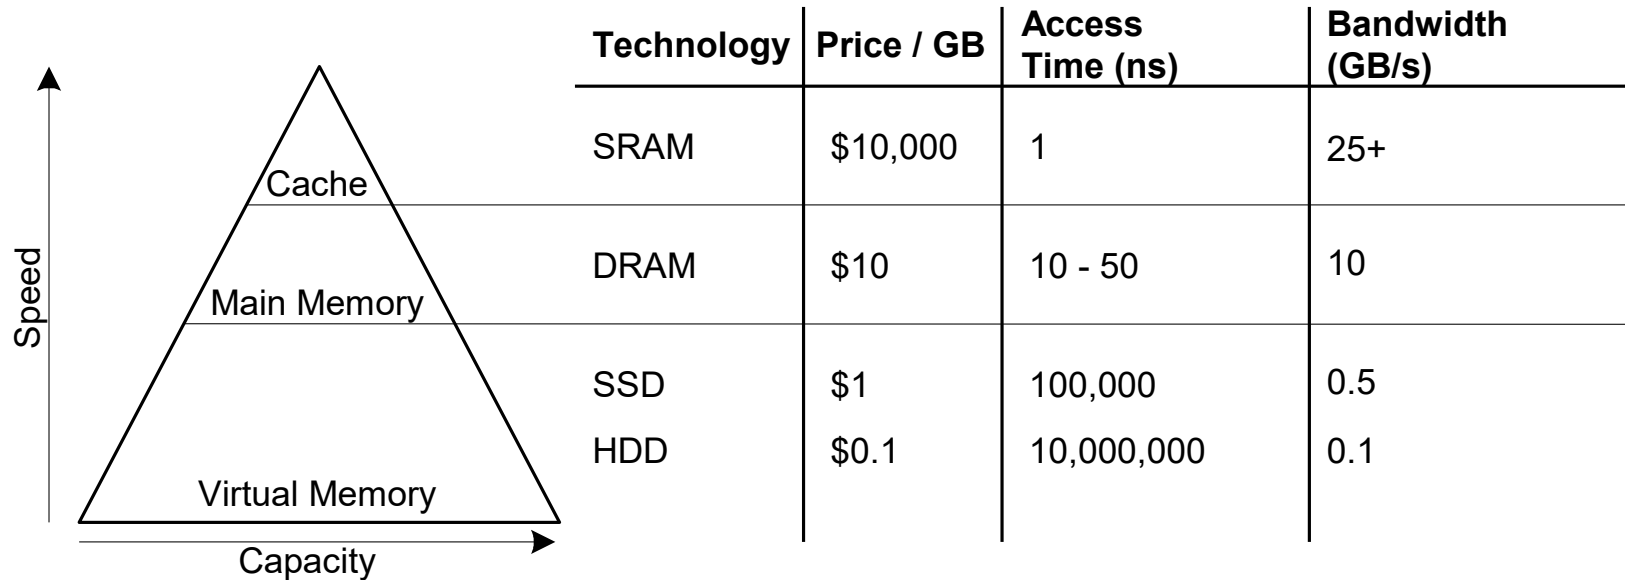 Technology Price / GB Access Time (ns) Bandwidth (GB/s)
SRAM $10,000 1 25+
Cache
DRAM $10 10 - 50 10
Main Memory
SSD $1 100,000 0.5
HDD $0.1 10,000,000 0.1
Virtual Memory
Speed
Capacity